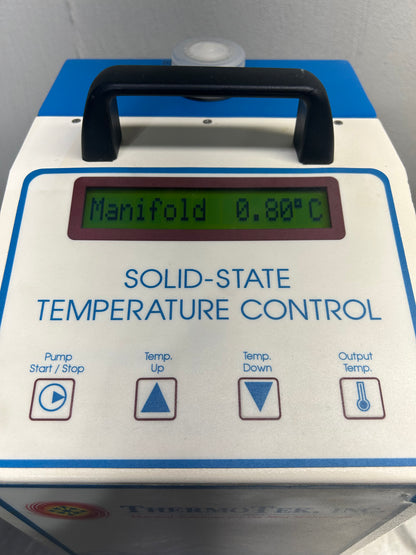 Manifold 0.80°C
SOLID-STATE
TEMPERATURE CONTROL
Pump
Start / Stop
Temp.
Up
Temp.
Down
Output
Temp.
THERMOTEK, INC.